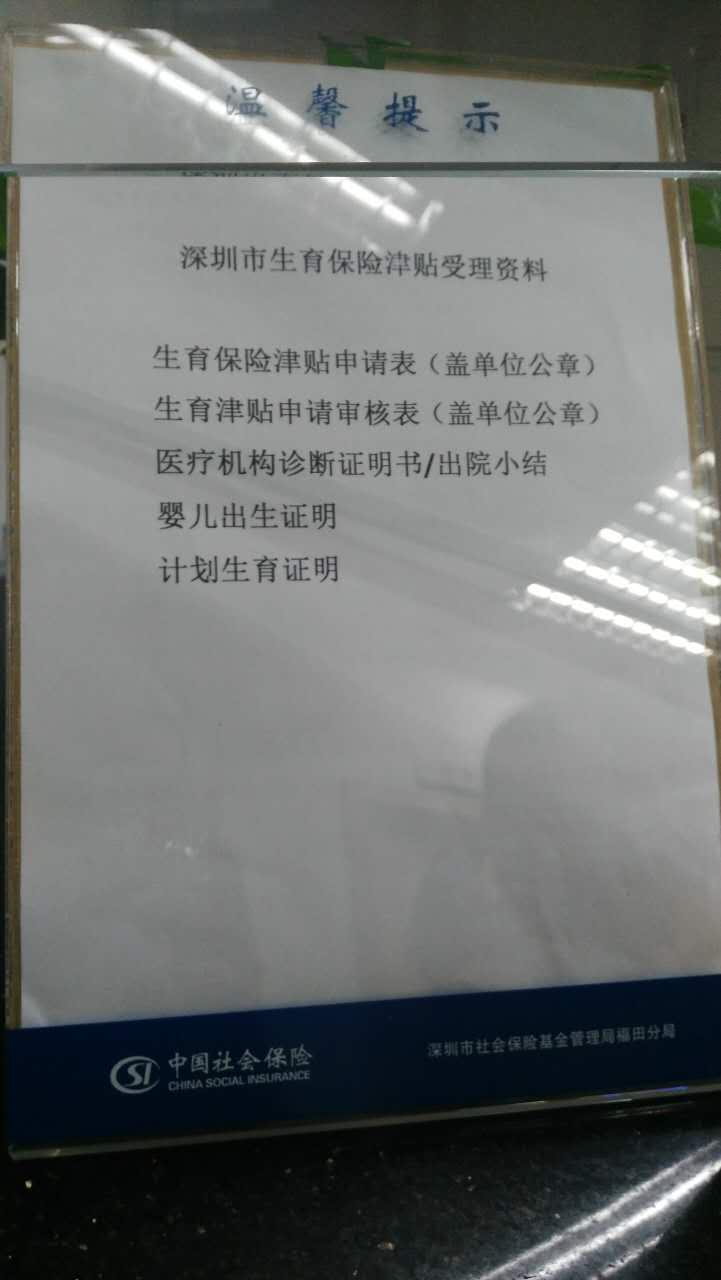 温馨提示
深圳市生育保险津贴受理资料
生育保险津贴申请表（盖单位公章）
生育津贴申请审核表（盖单位公章）
医疗机构诊断证明书/出院小结
婴儿出生证明
计划生育证明
SI
中国社会保险
CHINA SOCIAL INSURANCE
深圳市社会保险基金管理局福田分局